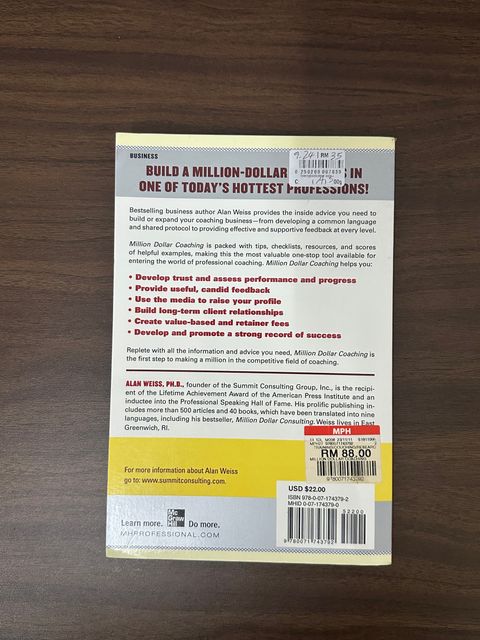 BUSINESS
BUILD A MILLION-DOLLAR IN
ONE OF TODAY'S HOTTEST PROFESSIONS!
RM 35
Bestselling business author Alan Weiss provides the inside advice you need to
build or expand your coaching business—from developing a common language
and shared protocol to providing effective and supportive feedback at every level.
Million Dollar Coaching is packed with tips, checklists, resources, and scores
of helpful examples, making this the most valuable one-stop tool available for
entering the world of professional coaching. Million Dollar Coaching helps you:
• Develop trust and assess performance and progress
• Provide useful, candid feedback
• Use the media to raise your profile
• Build long-term client relationships
• Create value-based and retainer fees
• Develop and promote a strong record of success
Replete with all the information and advice you need, Million Dollar Coaching is
the first step to making a million in the competitive field of coaching.
ALAN WEISS, PH.D., founder of the Summit Consulting Group, Inc., is the recipi-
ent of the Lifetime Achievement Award of the American Press Institute and an
inductee into the Professional Speaking Hall of Fame. His prolific publishing in-
cludes more than 500 articles and 40 books, which have been translated into nine
languages, including his bestseller, Million Dollar Consulting. Weiss lives in East
Greenwich, RI.
MPH
RM 88.00
9780071743792
For more information about Alan Weiss
go to: www.summitconsulting.com.
USD $22.00
ISBN 978-0-07-174379-2
MHID 0-07-174379-0
52200
9 780071 743792
Learn more. Mc Graw Hill Do more.
MHPROFESSIONAL.COM